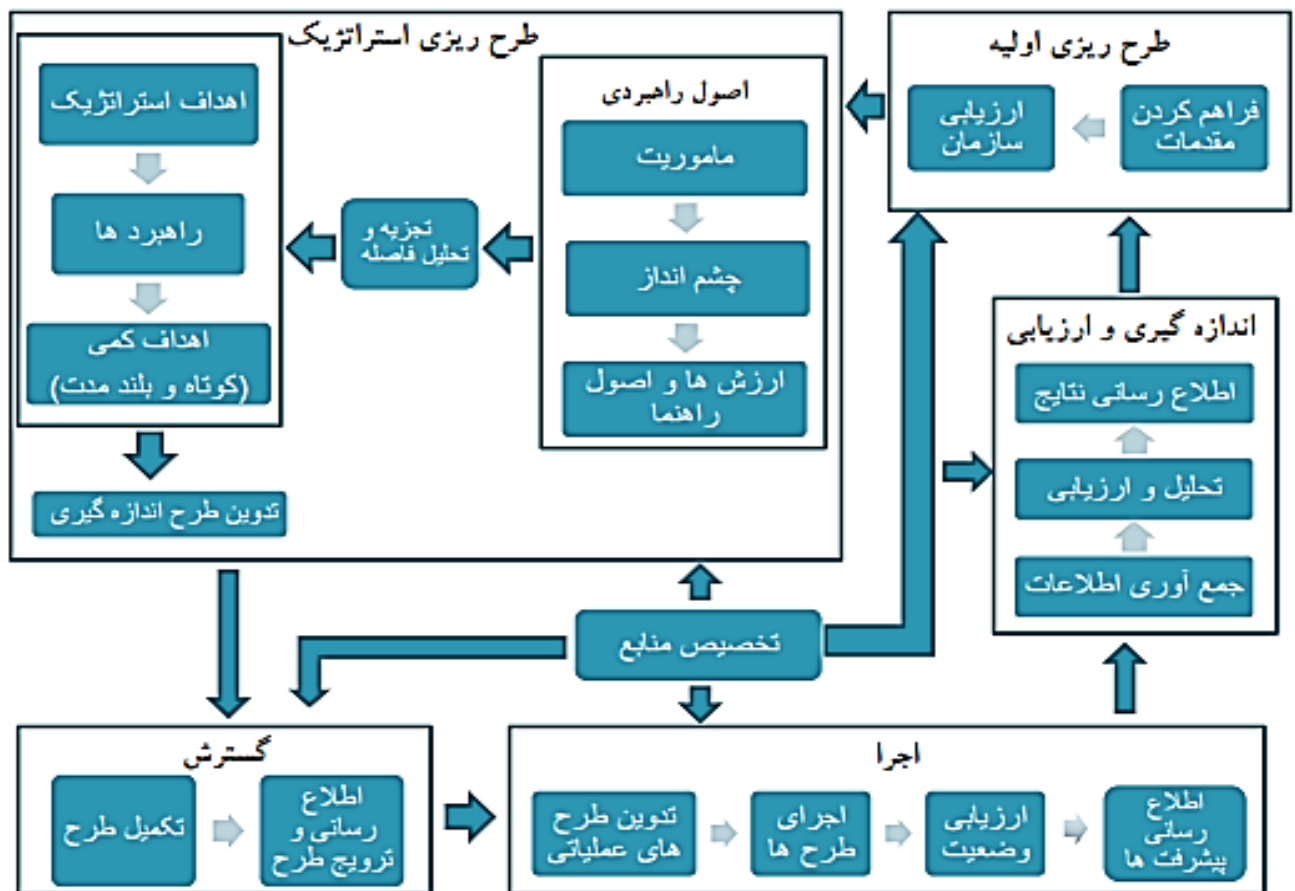 طرح ریزی اولیه
فراهم کردن
مقدمات
ارزیابی
سازمان
طرح ریزی استراتژیک
اصول راهبردی
ماموریت
چشم انداز
ارزش ها و اصول
راهنما
تجزیه و
تحلیل فاصله
اهداف استراتژیک
راهبرد ها
اهداف کمی
(کوتاه و بلند مدت)
تدوین طرح اندازه گیری
اندازه گیری و ارزیابی
اطلاع رسانی نتایج
تحلیل و ارزیابی
جمع آوری اطلاعات
تخصیص منابع
گسترش
تکمیل طرح
اطلاع
رسانی و
ترویج طرح
اجرا
تدوین طرح
های عملیاتی
اجرای
طرح ها
ارزیابی
وضعیت
اطلاع
رسانی
پیشرفت ها